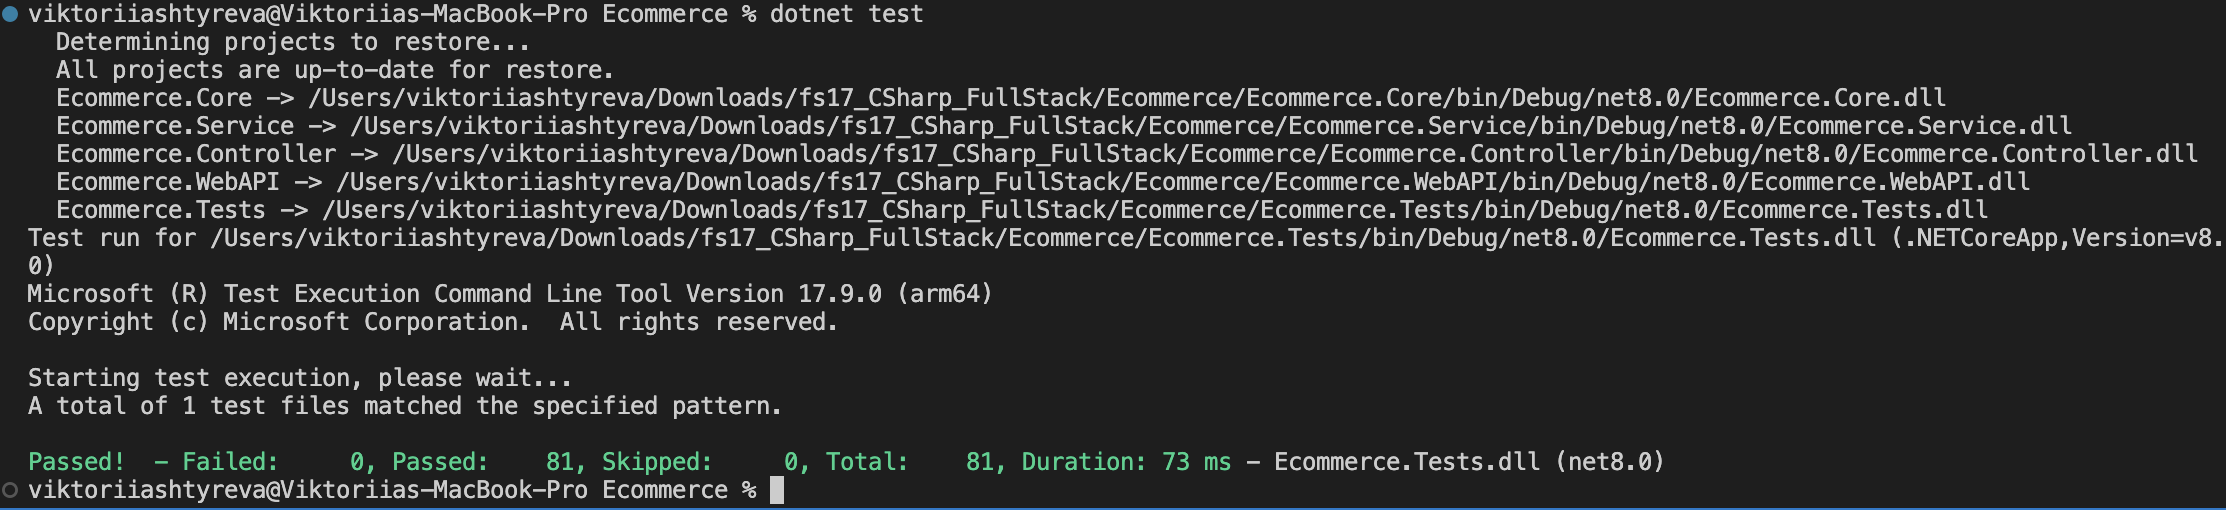 viktoriiashtyreva@Viktoriias-MacBook-Pro Ecommerce % dotnet test
Determining projects to restore...
All projects are up-to-date for restore.
Ecommerce.Core -> /Users/viktoriiashtyreva/Downloads/fs17_CSharp_FullStack/Ecommerce/Ecommerce.Core/bin/Debug/net8.0/Ecommerce.Core.dll
Ecommerce.Service -> /Users/viktoriiashtyreva/Downloads/fs17_CSharp_FullStack/Ecommerce/Ecommerce.Service/bin/Debug/net8.0/Ecommerce.Service.dll
Ecommerce.Controller -> /Users/viktoriiashtyreva/Downloads/fs17_CSharp_FullStack/Ecommerce/Ecommerce.Controller/bin/Debug/net8.0/Ecommerce.Controller.dll
Ecommerce.WebAPI -> /Users/viktoriiashtyreva/Downloads/fs17_CSharp_FullStack/Ecommerce/Ecommerce.WebAPI/bin/Debug/net8.0/Ecommerce.WebAPI.dll
Ecommerce.Tests -> /Users/viktoriiashtyreva/Downloads/fs17_CSharp_FullStack/Ecommerce/Ecommerce.Tests/bin/Debug/net8.0/Ecommerce.Tests.dll
Test run for /Users/viktoriiashtyreva/Downloads/fs17_CSharp_FullStack/Ecommerce/Ecommerce.Tests/bin/Debug/net8.0/Ecommerce.Tests.dll (.NETCoreApp,Version=v8.
0)
Microsoft (R) Test Execution Command Line Tool Version 17.9.0 (arm64)
Copyright (c) Microsoft Corporation.  All rights reserved.
Starting test execution, please wait...
A total of 1 test files matched the specified pattern.
Passed!  - Failed:     0, Passed:    81, Skipped:     0, Total:    81, Duration: 73 ms - Ecommerce.Tests.dll (net8.0)
viktoriiashtyreva@Viktoriias-MacBook-Pro Ecommerce %